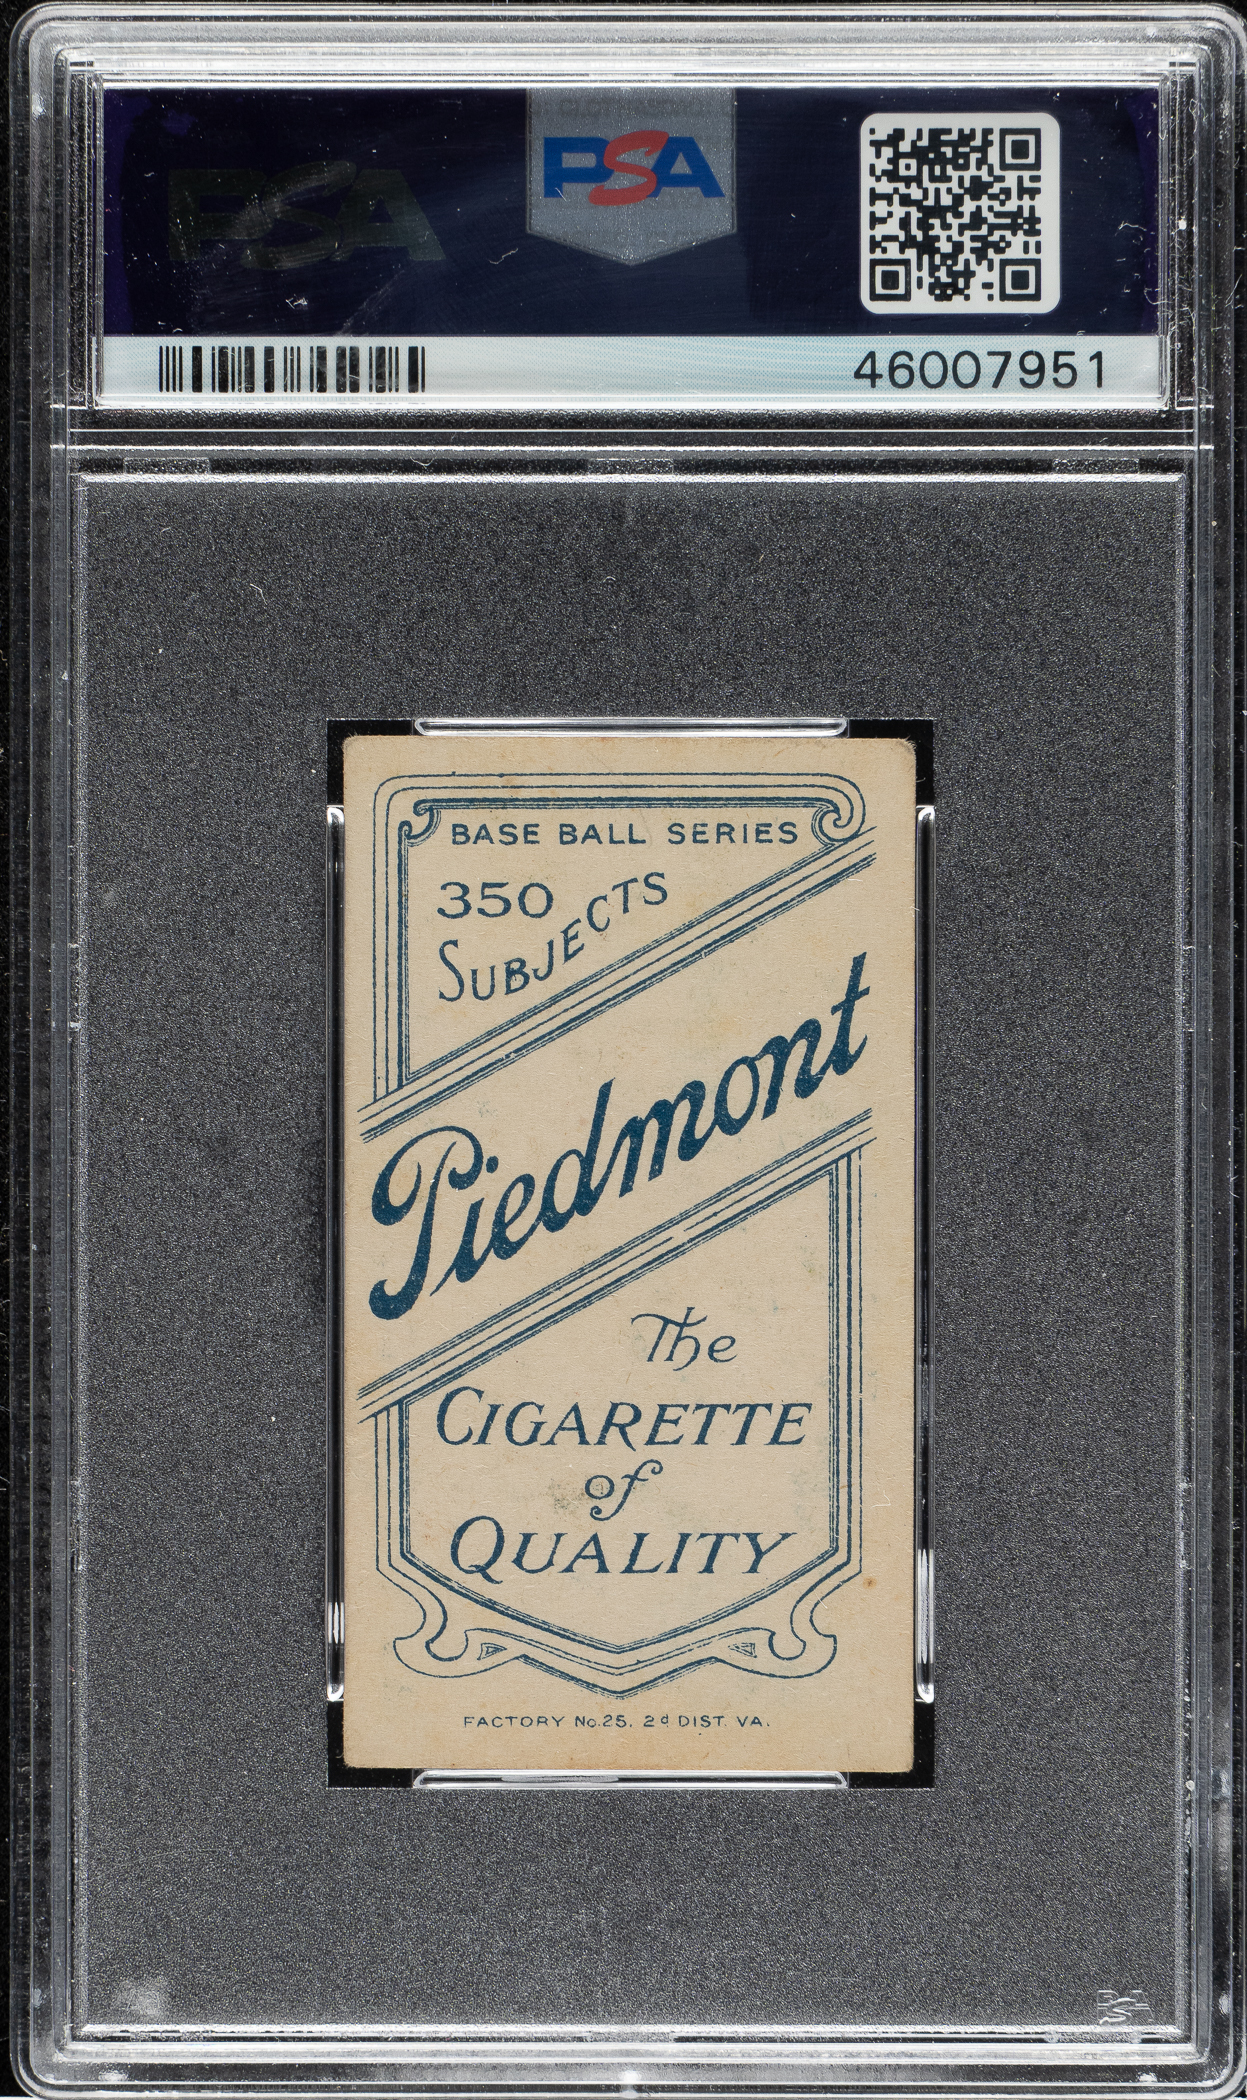 PSA
PSA
46007951
BASE BALL SERIES
350
SUBJECTS
Piedmont
The
CIGARETTE
of
QUALITY
FACTORY No. 25, 2d DIST. VA.